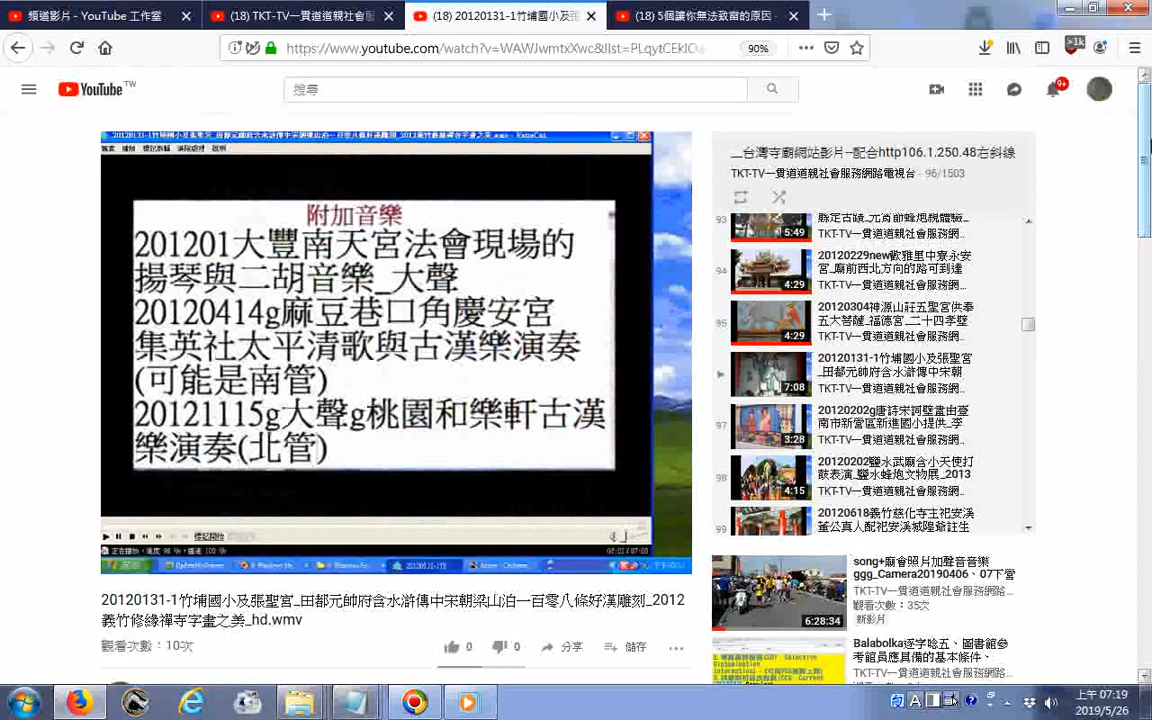 頻道影片 - YouTube 工作室
(18) TKT-TV一貫道道親社會服
(18) 20120131-1竹埔國小及張
(18) 5個讓你無法致富的原因 -
https://www.youtube.com/watch?v=WAWJwmtxXwc&list=PLqytCEkIOa
90%
>1k
YouTube TW
搜尋
9+
附加音樂
201201大豐南天宮法會現場的
揚琴與二胡音樂_大聲
20120414g麻豆巷口角慶安宮
集英社太平清歌與古漢樂演奏
(可能是南管)
20121115g大聲g桃園和樂軒古漢
樂演奏(北管)
20120131-1竹埔國小及張聖宮_田都元帥府含水滸傳中宋朝梁山泊一百零八條好漢雕刻_2012
義竹修緣禪寺字畫之美_hd.wmv
觀看次數：10次
0
0
分享
儲存
__台灣寺廟網站影片--配合http106.1.250.48右斜線
TKT-TV一貫道道親社會服務網路電視台 - 96/1503
93
5:49
TKT-TV一貫道道親社會服務網..
94
4:29
20120229new歡雅里中寮永安
宮_廟前西北方向的路可到達
TKT-TV一貫道道親社會服務網..
95
4:29
20120304神源山莊五聖宮供奉
五大菩薩_福德宮_二十四孝壁
TKT-TV一貫道道親社會服務網..
7:08
20120131-1竹埔國小及張聖宮
_田都元帥府含水滸傳中宋朝
TKT-TV一貫道道親社會服務網..
97
3:28
20120202g唐詩宋詞壁畫由臺
南市新營區新進國小提供_李
TKT-TV一貫道道親社會服務網..
98
4:15
20120202鹽水武廟含小天使打
鼓表演_鹽水蜂炮文物展_2013
TKT-TV一貫道道親社會服務網..
99
20120618義竹慈化寺主祀安溪
董公真人配祀安溪城隍爺註生
6:28:34
song+廟會照片加聲音音樂
ggg_Camera20190406、07下營
TKT-TV一貫道道親社會服..
觀看次數：35次
新影片
Balabolka逐字唸五、圖書館參
考館員應具備的基本條件、
TKT-TV一貫道道親社會服..
上午 07:19
2019/5/26